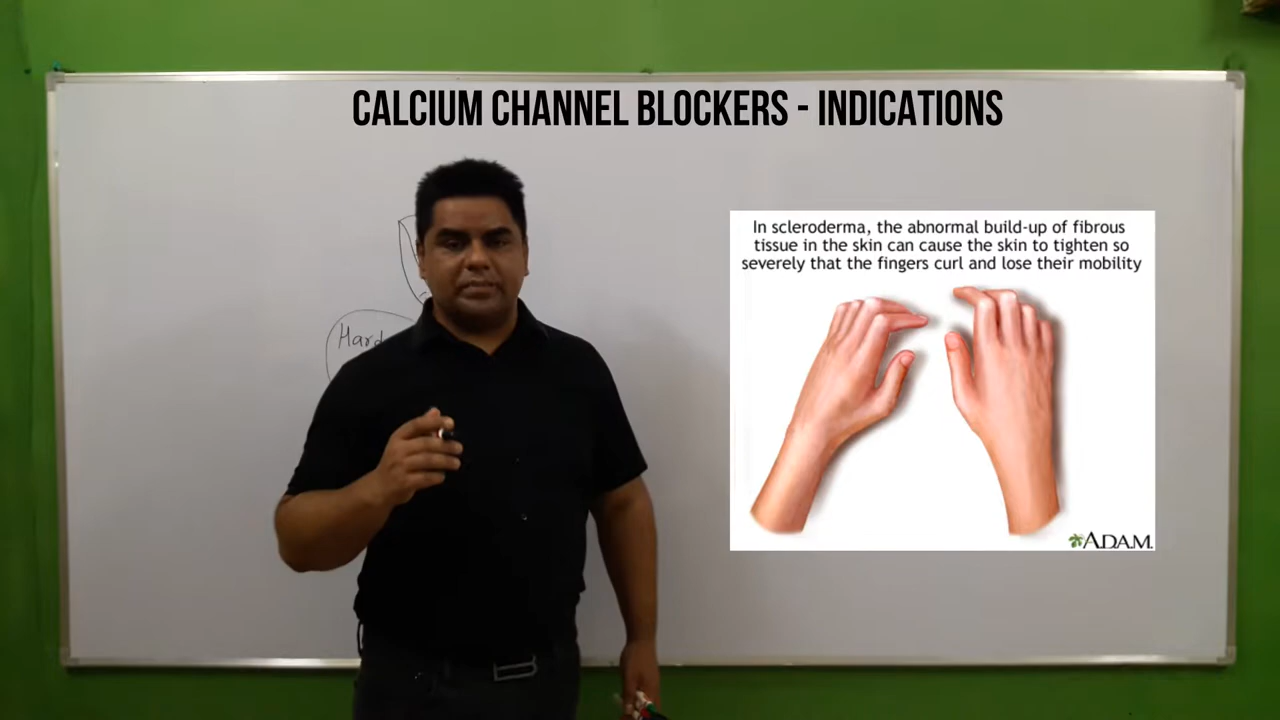 CALCIUM CHANNEL BLOCKERS - INDICATIONS
In scleroderma, the abnormal build-up of fibrous
tissue in the skin can cause the skin to tighten so
severely that the fingers curl and lose their mobility
Hard
A.D.A.M.